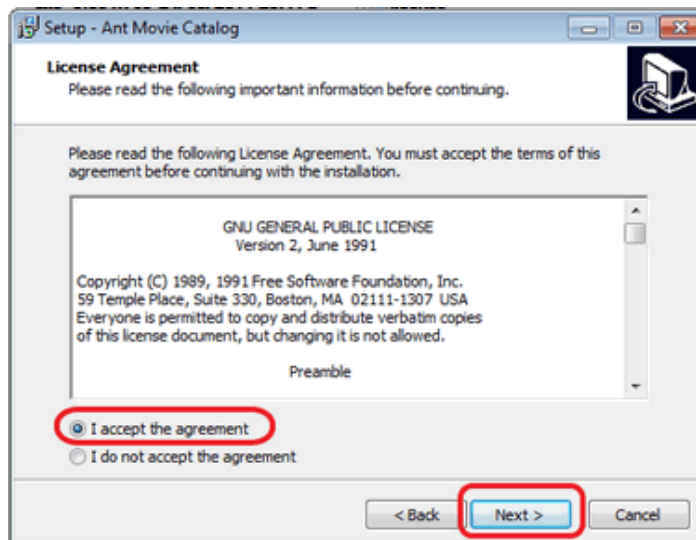 Setup - Ant Movie Catalog
License Agreement
Please read the following important information before continuing.
Please read the following License Agreement. You must accept the terms of this
agreement before continuing with the installation.
GNU GENERAL PUBLIC LICENSE
Version 2, June 1991
Copyright (C) 1989, 1991 Free Software Foundation, Inc.
59 Temple Place, Suite 330, Boston, MA 02111-1307 USA
Everyone is permitted to copy and distribute verbatim copies
of this license document, but changing it is not allowed.
Preamble
I accept the agreement
I do not accept the agreement
< Back Next > Cancel